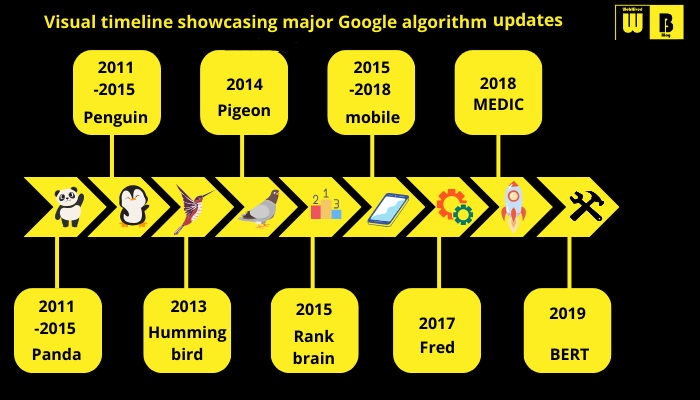 Visual timeline showcasing major Google algorithm updates
W
B
Blog
2011
-2015
Penguin
2014
Pigeon
2015
-2018
mobile
2018
MEDIC
2 1 3
2011
-2015
Panda
2013
Humming
bird
2015
Rank
brain
2017
Fred
2019
BERT